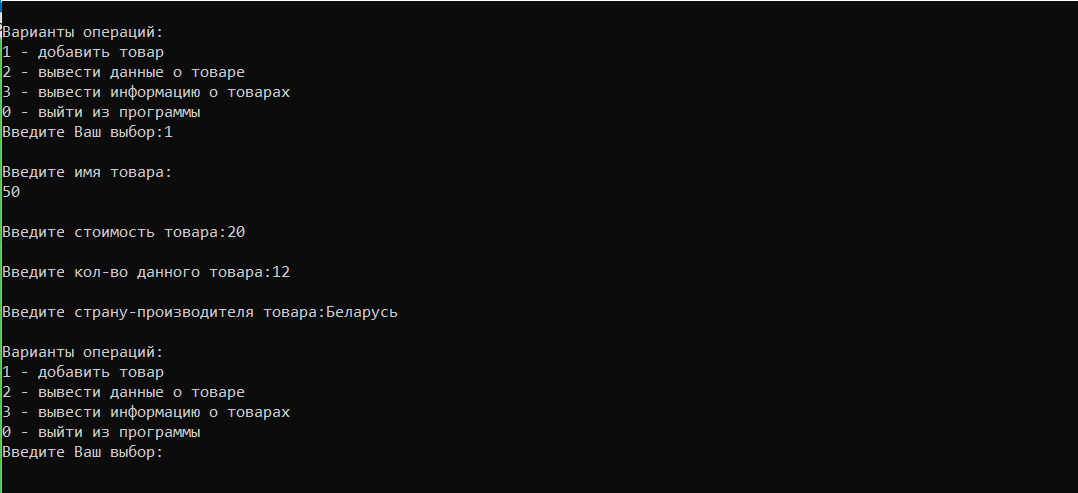 Варианты операций:
1 - добавить товар
2 - вывести данные о товаре
3 - вывести информацию о товарах
0 - выйти из программы
Введите Ваш выбор:1
Введите имя товара:
50
Введите стоимость товара:20
Введите кол-во данного товара:12
Введите страну-производителя товара:Беларусь
Варианты операций:
1 - добавить товар
2 - вывести данные о товаре
3 - вывести информацию о товарах
0 - выйти из программы
Введите Ваш выбор: